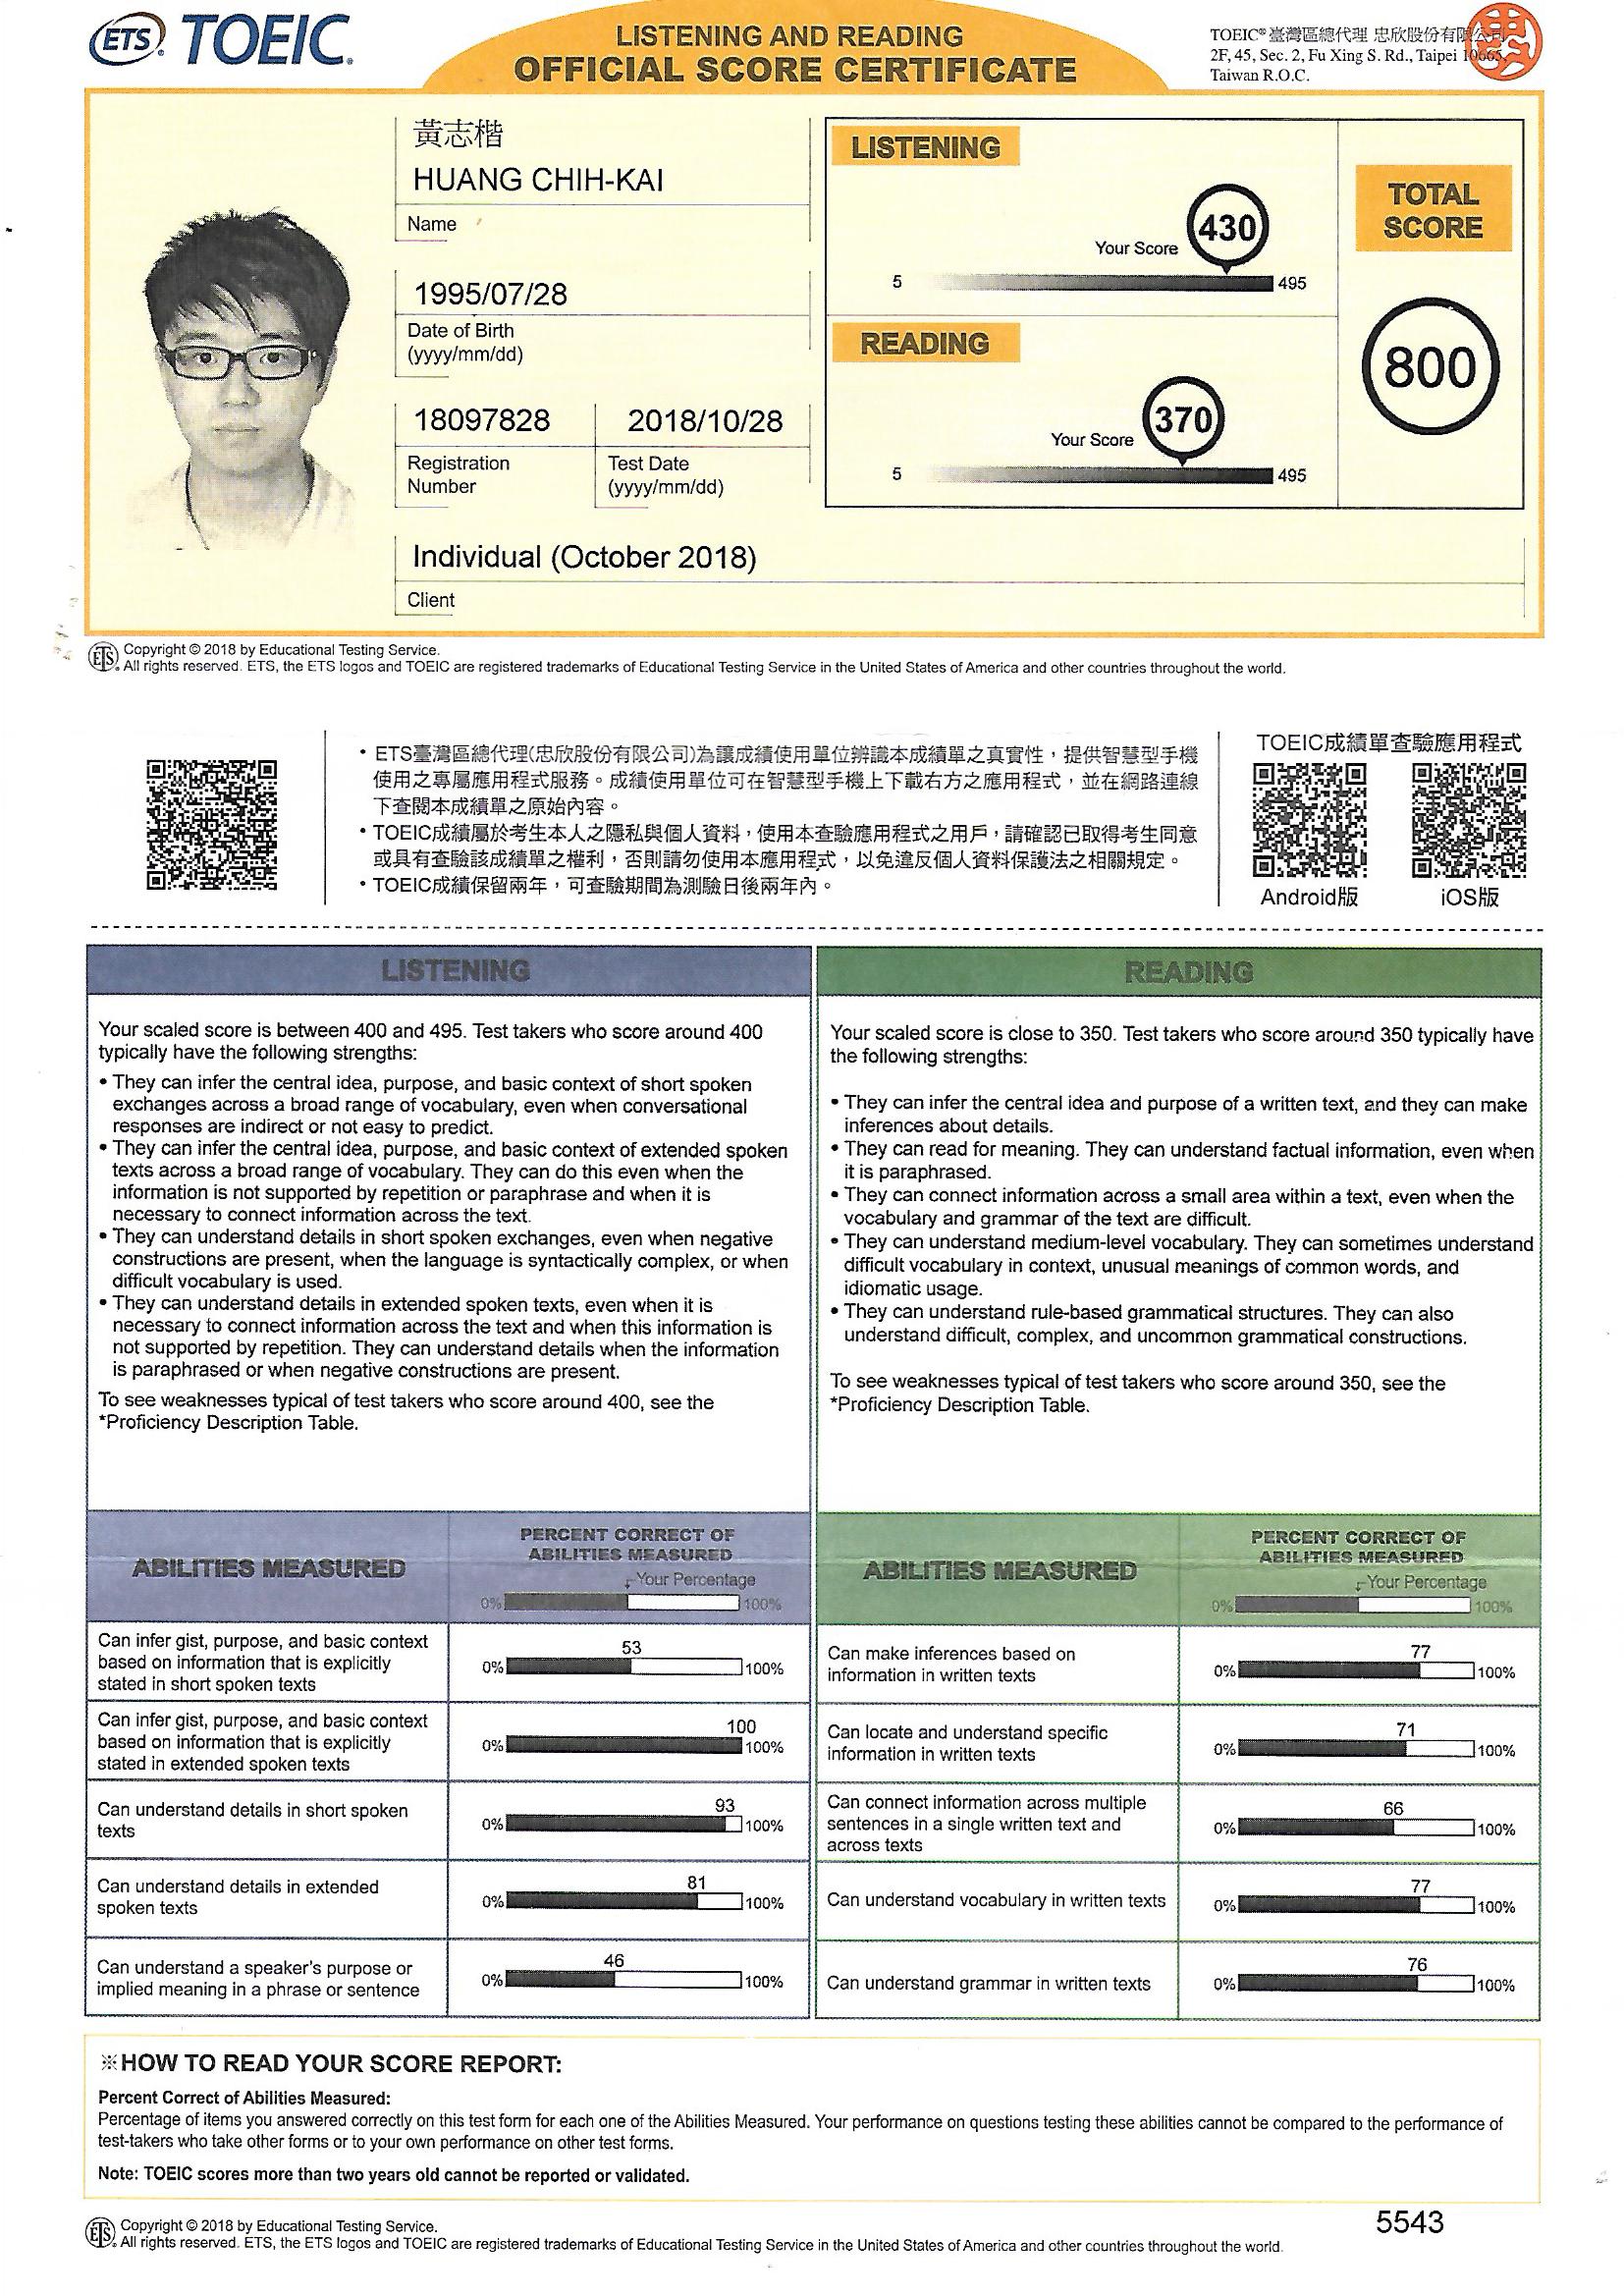 ETS® TOEIC®
LISTENING AND READING
OFFICIAL SCORE CERTIFICATE
TOEIC® 臺灣區總代理 忠欣股份有限公司
2F, 45, Sec. 2, Fu Xing S. Rd., Taipei 10665,
Taiwan R.O.C.
黃志楷
HUANG CHIH-KAI
Name
1995/07/28
Date of Birth
(yyyy/mm/dd)
18097828
Registration
Number
2018/10/28
Test Date
(yyyy/mm/dd)
Individual (October 2018)
Client
LISTENING
430
Your Score
5 495
READING
370
Your Score
5 495
TOTAL
SCORE
800
ETS® Copyright © 2018 by Educational Testing Service.
All rights reserved. ETS, the ETS logos and TOEIC are registered trademarks of Educational Testing Service in the United States of America and other countries throughout the world.
• ETS臺灣區總代理(忠欣股份有限公司)為讓成績使用單位辨識本成績單之真實性，提供智慧型手機
使用之專屬應用程式服務。成績使用單位可在智慧型手機上下載右方之應用程式，並在網路連線
下查閱本成績單之原始內容。
• TOEIC成績屬於考生本人之隱私與個人資料，使用本查驗應用程式之用戶，請確認已取得考生同意
或具有查驗該成績單之權利，否則請勿使用本應用程式，以免違反個人資料保護法之相關規定。
• TOEIC成績保留兩年，可查驗期間為測驗日後兩年內。
TOEIC成績單查驗應用程式
Android版 iOS版
LISTENING
Your scaled score is between 400 and 495. Test takers who score around 400
typically have the following strengths:
• They can infer the central idea, purpose, and basic context of short spoken
exchanges across a broad range of vocabulary, even when conversational
responses are indirect or not easy to predict.
• They can infer the central idea, purpose, and basic context of extended spoken
texts across a broad range of vocabulary. They can do this even when the
information is not supported by repetition or paraphrase and when it is
necessary to connect information across the text.
• They can understand details in short spoken exchanges, even when negative
constructions are present, when the language is syntactically complex, or when
difficult vocabulary is used.
• They can understand details in extended spoken texts, even when it is
necessary to connect information across the text and when this information is
not supported by repetition. They can understand details when the information
is paraphrased or when negative constructions are present.
To see weaknesses typical of test takers who score around 400, see the
*Proficiency Description Table.
READING
Your scaled score is close to 350. Test takers who score around 350 typically have
the following strengths:
• They can infer the central idea and purpose of a written text, and they can make
inferences about details.
• They can read for meaning. They can understand factual information, even when
it is paraphrased.
• They can connect information across a small area within a text, even when the
vocabulary and grammar of the text are difficult.
• They can understand medium-level vocabulary. They can sometimes understand
difficult vocabulary in context, unusual meanings of common words, and
idiomatic usage.
• They can understand rule-based grammatical structures. They can also
understand difficult, complex, and uncommon grammatical constructions.
To see weaknesses typical of test takers who score around 350, see the
*Proficiency Description Table.
ABILITIES MEASURED
PERCENT CORRECT OF
ABILITIES MEASURED
Your Percentage
0% 100%
Can infer gist, purpose, and basic context
based on information that is explicitly
stated in short spoken texts
53
0% 100%
Can infer gist, purpose, and basic context
based on information that is explicitly
stated in extended spoken texts
100
0% 100%
Can understand details in short spoken
texts
93
0% 100%
Can understand details in extended
spoken texts
81
0% 100%
Can understand a speaker's purpose or
implied meaning in a phrase or sentence
46
0% 100%
ABILITIES MEASURED
PERCENT CORRECT OF
ABILITIES MEASURED
Your Percentage
0% 100%
Can make inferences based on
information in written texts
77
0% 100%
Can locate and understand specific
information in written texts
71
0% 100%
Can connect information across multiple
sentences in a single written text and
across texts
66
0% 100%
Can understand vocabulary in written texts
77
0% 100%
Can understand grammar in written texts
76
0% 100%
※HOW TO READ YOUR SCORE REPORT:
Percent Correct of Abilities Measured:
Percentage of items you answered correctly on this test form for each one of the Abilities Measured. Your performance on questions testing these abilities cannot be compared to the performance of
test-takers who take other forms or to your own performance on other test forms.
Note: TOEIC scores more than two years old cannot be reported or validated.
5543
ETS® Copyright © 2018 by Educational Testing Service.
All rights reserved. ETS, the ETS logos and TOEIC are registered trademarks of Educational Testing Service in the United States of America and other countries throughout the world.